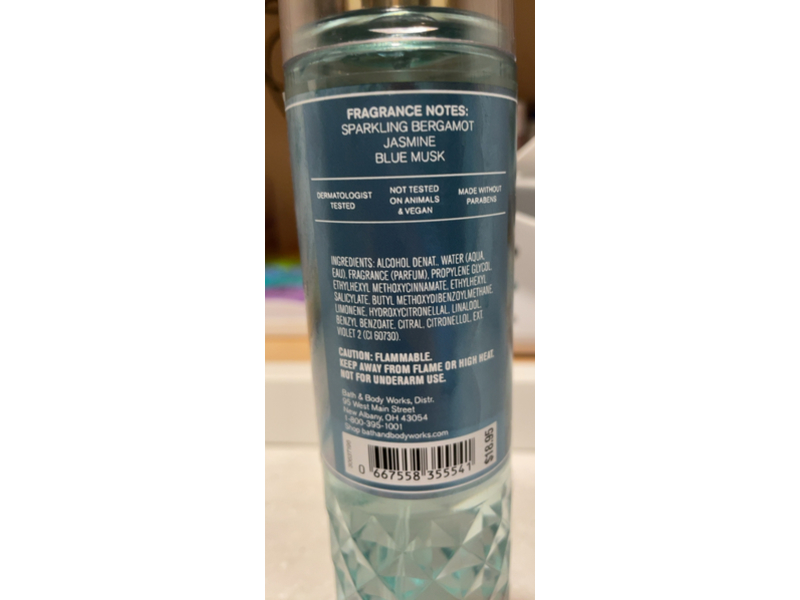 FRAGRANCE NOTES:
SPARKLING BERGAMOT
JASMINE
BLUE MUSK
DERMATOLOGIST
TESTED
NOT TESTED
ON ANIMALS
& VEGAN
MADE WITHOUT
PARABENS
INGREDIENTS: ALCOHOL DENAT., WATER (AQUA,
EAU), FRAGRANCE (PARFUM), PROPYLENE GLYCOL,
ETHYLHEXYL METHOXYCINNAMATE, ETHYLHEXYL
SALICYLATE, BUTYL METHOXYDIBENZOYLMETHANE,
LIMONENE, HYDROXYCITRONELLAL, LINALOOL,
BENZYL BENZOATE, CITRAL, CITRONELLOL, EXT.
VIOLET 2 (CI 60730).
CAUTION: FLAMMABLE.
KEEP AWAY FROM FLAME OR HIGH HEAT.
NOT FOR UNDERARM USE.
Bath & Body Works, Distr.
95 West Main Street
New Albany, OH 43054
1-800-395-1001
Shop bathandbodyworks.com
0 667558 355541
$18.95